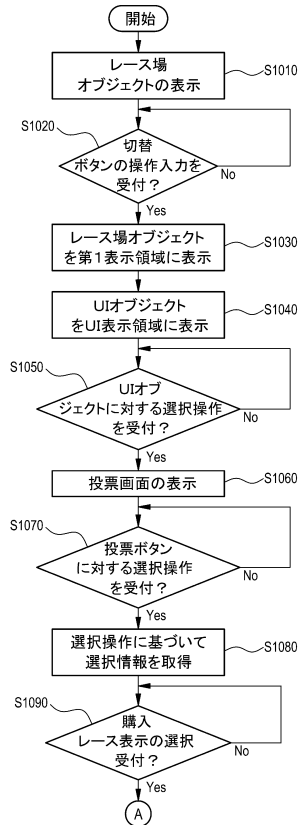 開始
レース場
オブジェクトの表示
S1010
S1020
切替
ボタンの操作入力を
受付？
No
Yes
レース場オブジェクト
を第1表示領域に表示
S1030
UIオブジェクト
をUI表示領域に表示
S1040
S1050
UIオブ
ジェクトに対する選択操作
を受付？
No
Yes
投票画面の表示
S1060
S1070
投票ボタン
に対する選択操作
を受付？
No
Yes
選択操作に基づいて
選択情報を取得
S1080
S1090
購入
レース表示の選択
受付？
No
Yes
A